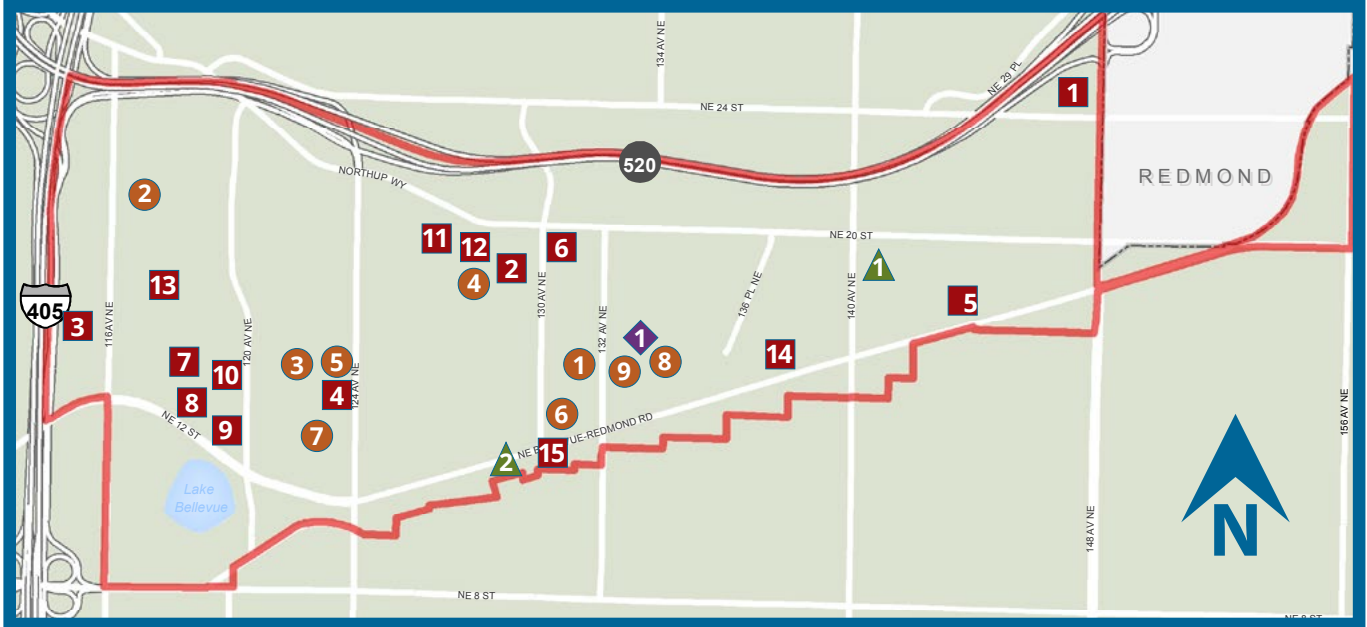 134 AV NE
NE 29 PL
1
NE 24 ST
520
NORTHUP WY
REDMOND
2
11
12
6
NE 20 ST
2
4
1
13
405
3
116 AV NE
120 AV NE
130 AV NE
132 AV NE
136 PL NE
140 AV NE
5
1
7
10
3
5
1
9
8
14
8
4
124 AV NE
9
7
6
NE 12 ST
156 AV NE
2
15
NE
UE-REDMOND RD
Lake
Bellevue
148 AV NE
N
NE 8 ST